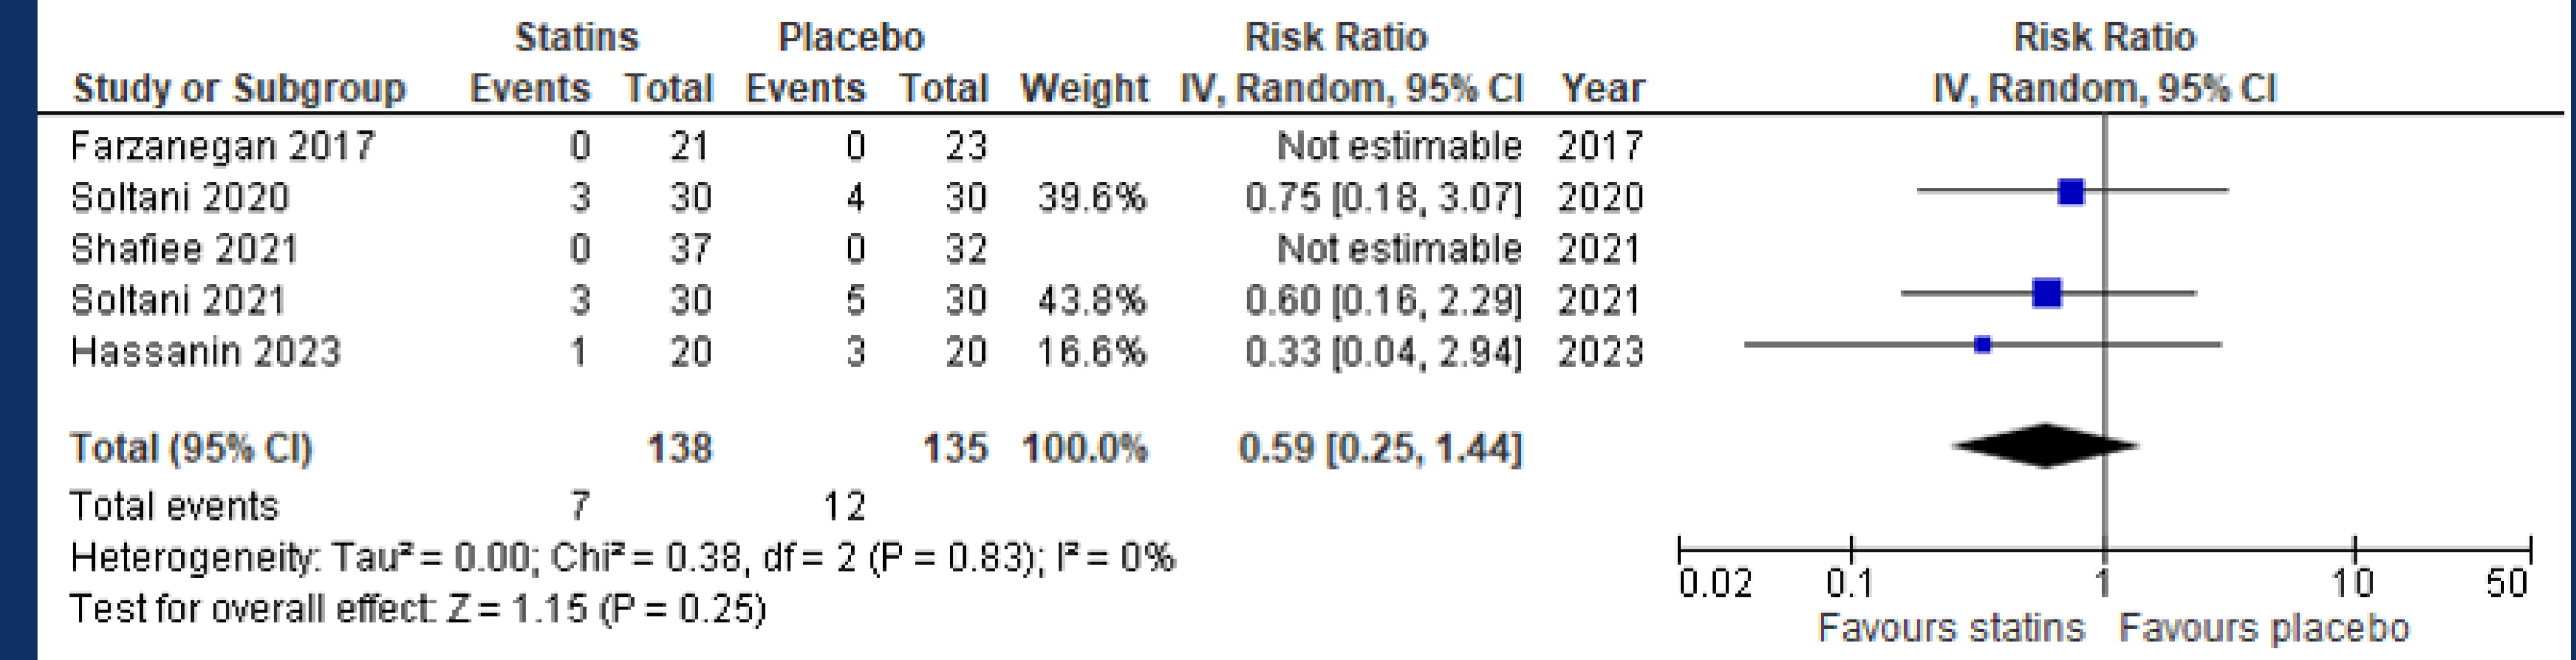 Statins Placebo Risk Ratio Risk Ratio
Study or Subgroup Events Total Events Total Weight IV, Random, 95% CI Year IV, Random, 95% CI
Farzanegan 2017 0 21 0 23 Not estimable 2017
Soltani 2020 3 30 4 30 39.6% 0.75 [0.18, 3.07] 2020
Shafiee 2021 0 37 0 32 Not estimable 2021
Soltani 2021 3 30 5 30 43.8% 0.60 [0.16, 2.29] 2021
Hassanin 2023 1 20 3 20 16.6% 0.33 [0.04, 2.94] 2023
Total (95% CI) 138 135 100.0% 0.59 [0.25, 1.44]
Total events 7 12
Heterogeneity: Tau² = 0.00; Chi² = 0.38, df = 2 (P = 0.83); I² = 0%
Test for overall effect: Z = 1.15 (P = 0.25)
0.02 0.1 1 10 50
Favours statins Favours placebo